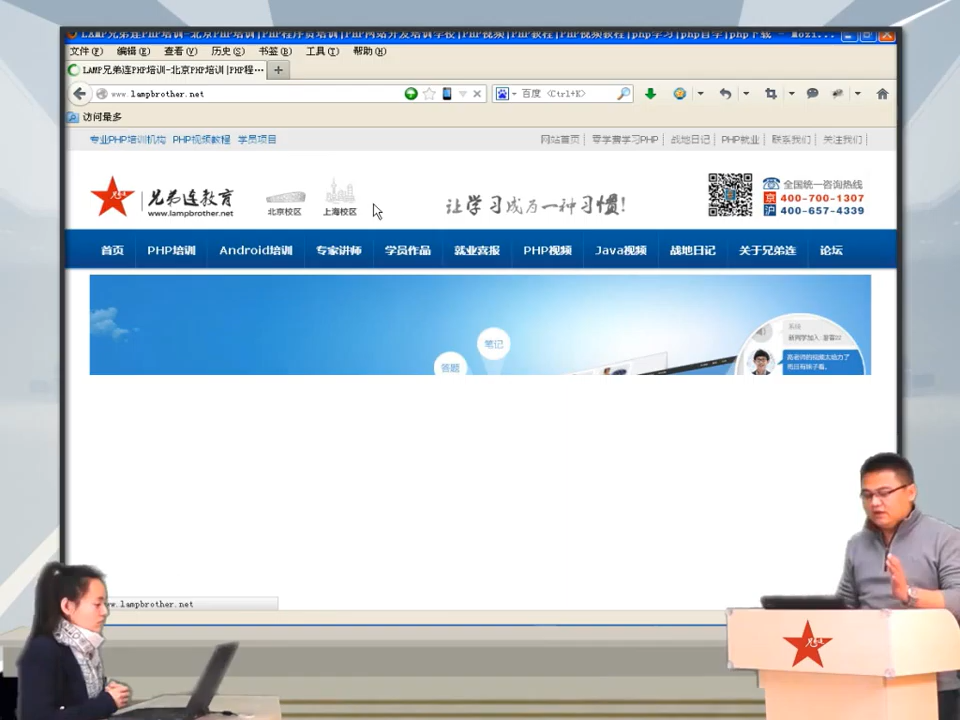 LAMP兄弟连PHP培训-北京PHP培训|PHP程序员培训|PHP网站开发培训学校|PHP视频|PHP教程|PHP视频教程|php学习|php自学|php下载 - Mozi...
文件(F) 编辑(E) 查看(V) 历史(S) 书签(B) 工具(T) 帮助(H)
LAMP兄弟连PHP培训-北京PHP培训|PHP程...
www.lampbrother.net
百度 <Ctrl+K>
访问最多
专业PHP培训机构 PHP视频教程 学员项目
网站首页 | 零学费学习PHP | 战地日记 | PHP就业 | 联系我们 | 关注我们 |
兄弟连教育
www.lampbrother.net
北京校区 上海校区
让学习成为一种习惯!
全国统一咨询热线
京 400-700-1307
沪 400-657-4339
首页 PHP培训 Android培训 专家讲师 学员作品 就业喜报 PHP视频 Java视频 战地日记 关于兄弟连 论坛
笔记
答题
系统
www.lampbrother.net
兄弟连